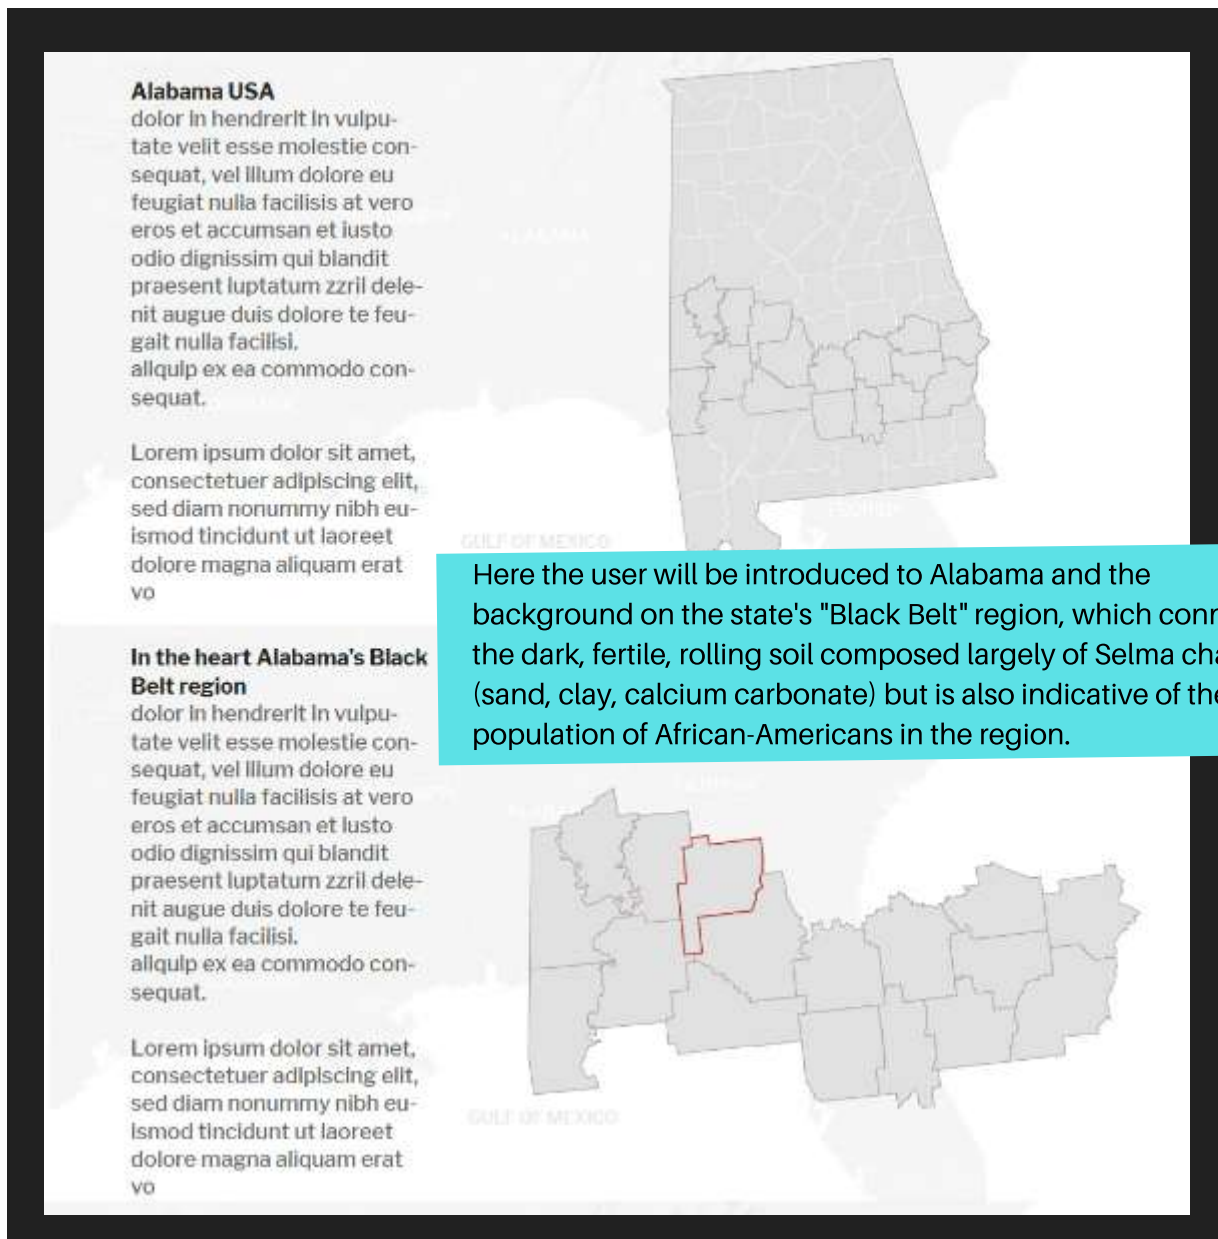 Alabama USA
dolor in hendrerit in vulpu-
tate velit esse molestie con-
sequat, vel illum dolore eu
feugiat nulla facilisis at vero
eros et accumsan et iusto
odio dignissim qui blandit
praesent luptatum zzril dele-
nit augue duis dolore te feu-
gait nulla facilisi.
aliquip ex ea commodo con-
sequat.
Lorem ipsum dolor sit amet,
consectetuer adipiscing elit,
sed diam nonummy nibh eu-
ismod tincidunt ut laoreet
dolore magna aliquam erat
vo
ALABAMA
GULF OF MEXICO
Here the user will be introduced to Alabama and the
background on the state's "Black Belt" region, which conn
the dark, fertile, rolling soil composed largely of Selma cha
(sand, clay, calcium carbonate) but is also indicative of the
population of African-Americans in the region.
In the heart Alabama's Black
Belt region
dolor in hendrerit in vulpu-
tate velit esse molestie con-
sequat, vel illum dolore eu
feugiat nulla facilisis at vero
eros et accumsan et iusto
odio dignissim qui blandit
praesent luptatum zzril dele-
nit augue duis dolore te feu-
gait nulla facilisi.
aliquip ex ea commodo con-
sequat.
Lorem ipsum dolor sit amet,
consectetuer adipiscing elit,
sed diam nonummy nibh eu-
ismod tincidunt ut laoreet
dolore magna aliquam erat
vo
GULF OF MEXICO